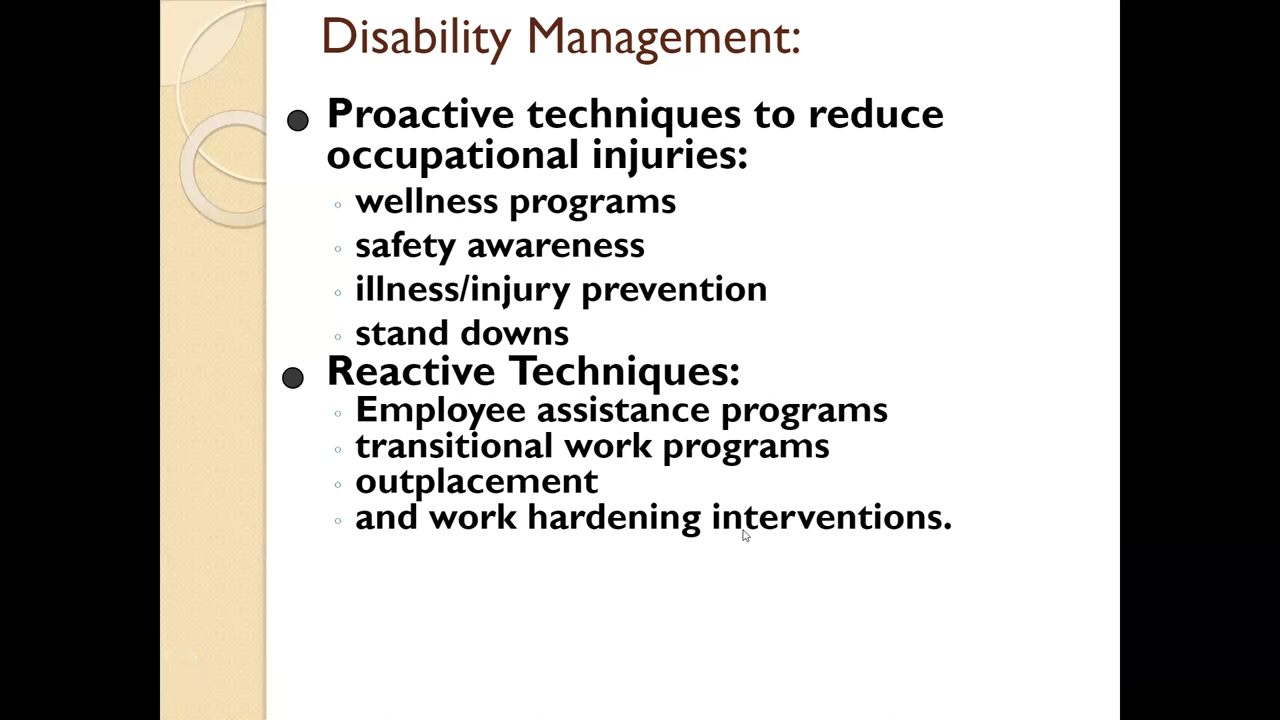 Disability Management:
Proactive techniques to reduce
occupational injuries:
wellness programs
safety awareness
illness/injury prevention
stand downs
Reactive Techniques:
Employee assistance programs
transitional work programs
outplacement
and work hardening interventions.